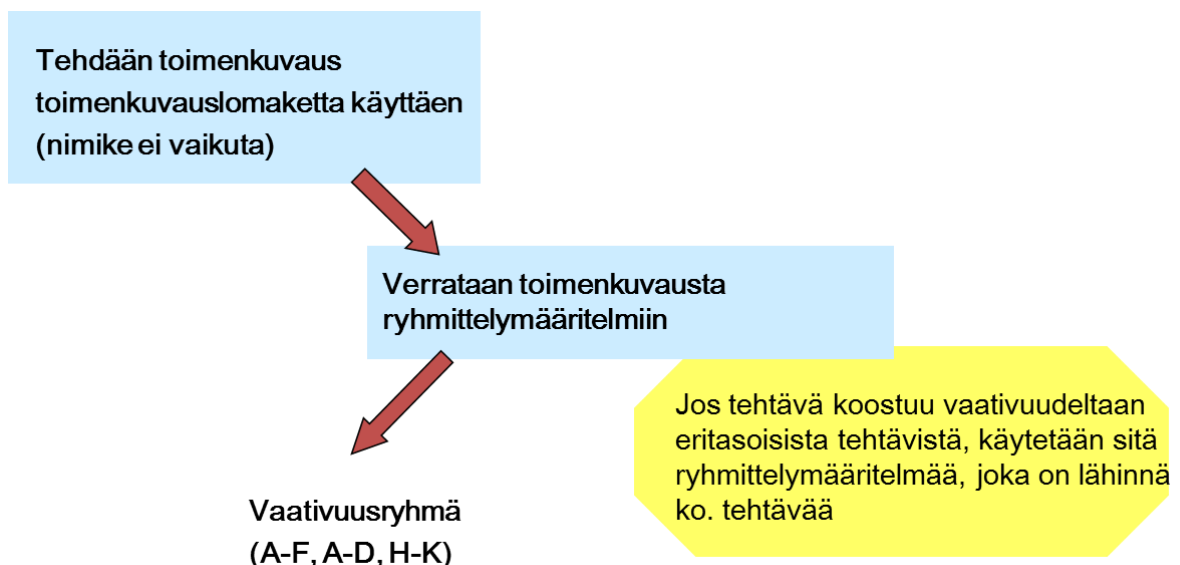 Tehdään toimenkuvaus
toimenkuvauslomaketta käyttäen
(nimike ei vaikuta)
Verrataan toimenkuvausta
ryhmittelymääritelmiin
Jos tehtävä koostuu vaativuudeltaan
eritasoisista tehtävistä, käytetään sitä
ryhmittelymääritelmää, joka on lähinnä
ko. tehtävää
Vaativuusryhmä
(A-F, A-D, H-K)